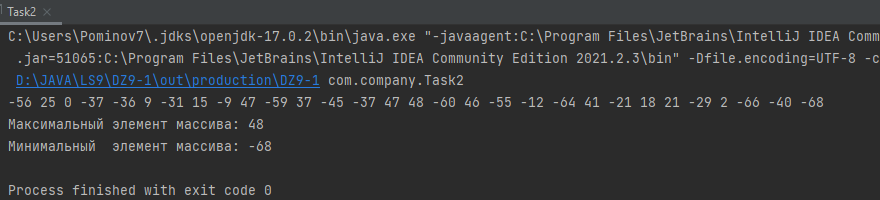 Task2
C:\Users\Pominov7\.jdks\openjdk-17.0.2\bin\java.exe "-javaagent:C:\Program Files\JetBrains\IntelliJ IDEA Comm
.jar=51065:C:\Program Files\JetBrains\IntelliJ IDEA Community Edition 2021.2.3\bin" -Dfile.encoding=UTF-8 -c
D:\JAVA\LS9\DZ9-1\out\production\DZ9-1 com.company.Task2
-56 25 0 -37 -36 9 -31 15 -9 47 -59 37 -45 -37 47 48 -60 46 -55 -12 -64 41 -21 18 21 -29 2 -66 -40 -68
Максимальный элемент массива: 48
Минимальный  элемент массива: -68
Process finished with exit code 0